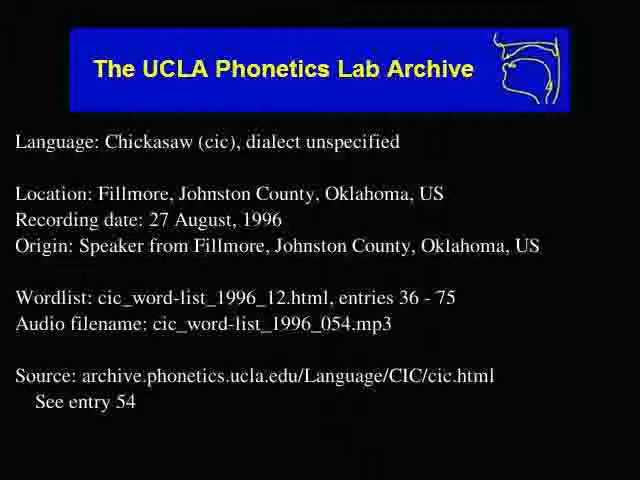 The UCLA Phonetics Lab Archive
Language: Chickasaw (cic), dialect unspecified
Location: Fillmore, Johnston County, Oklahoma, US
Recording date: 27 August, 1996
Origin: Speaker from Fillmore, Johnston County, Oklahoma, US
Wordlist: cic_word-list_1996_12.html, entries 36 - 75
Audio filename: cic_word-list_1996_054.mp3
Source: archive.phonetics.ucla.edu/Language/CIC/cic.html
See entry 54